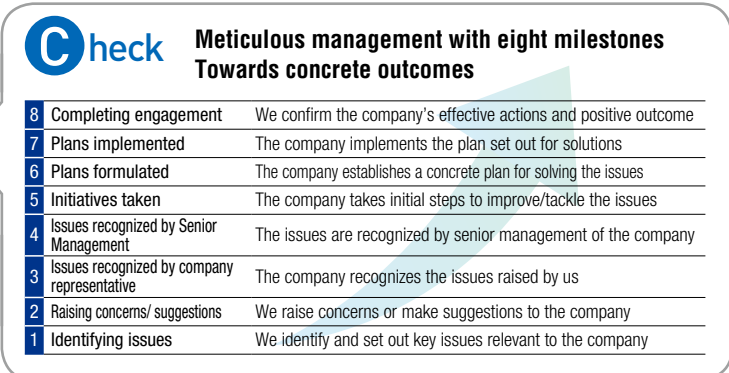 Check
Meticulous management with eight milestones
Towards concrete outcomes
8 Completing engagement We confirm the company's effective actions and positive outcome
7 Plans implemented The company implements the plan set out for solutions
6 Plans formulated The company establishes a concrete plan for solving the issues
5 Initiatives taken The company takes initial steps to improve/tackle the issues
4 Issues recognized by Senior
Management The issues are recognized by senior management of the company
3 Issues recognized by company
representative The company recognizes the issues raised by us
2 Raising concerns/ suggestions We raise concerns or make suggestions to the company
1 Identifying issues We identify and set out key issues relevant to the company